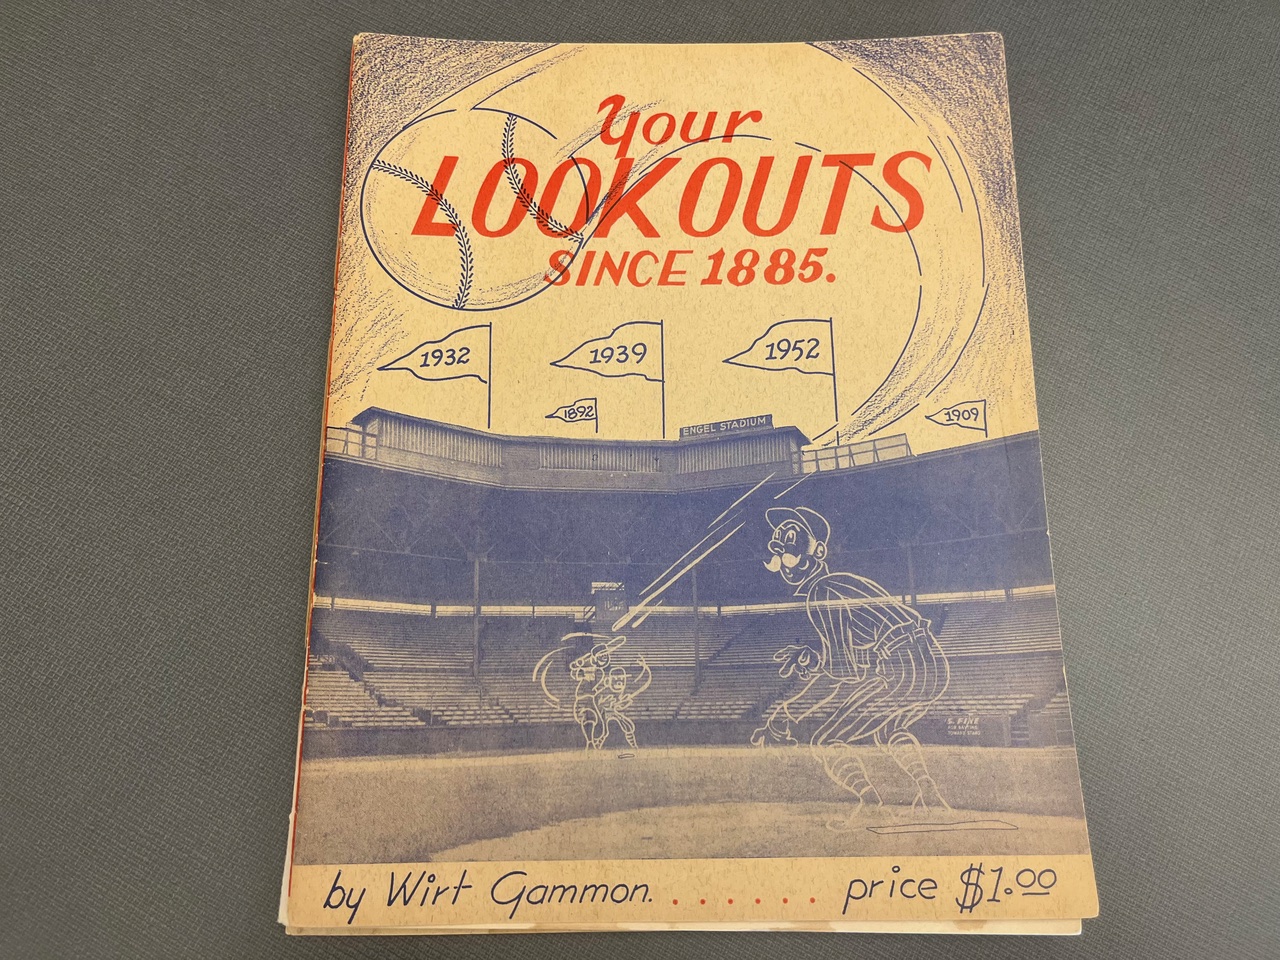 your
LOOKOUTS
SINCE 1885.
1932
1939
1952
1892
1909
ENGEL STADIUM
by Wirt Gammon. . . . . . . price $1.00